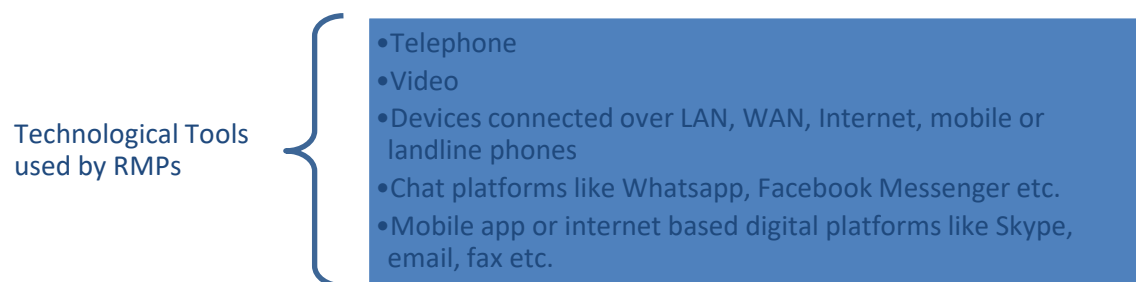 Technological Tools
used by RMPs
•Telephone
•Video
•Devices connected over LAN, WAN, Internet, mobile or
landline phones
•Chat platforms like Whatsapp, Facebook Messenger etc.
•Mobile app or internet based digital platforms like Skype,
email, fax etc.